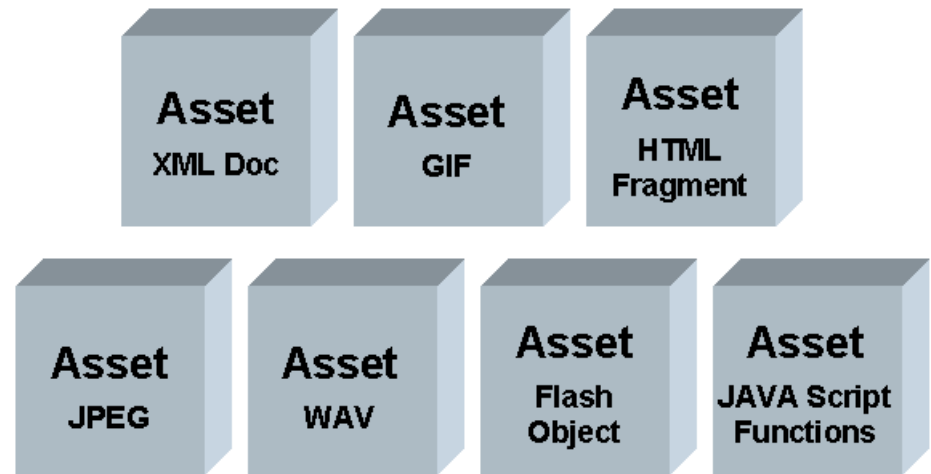 Asset
XML Doc
Asset
GIF
Asset
HTML
Fragment
Asset
JPEG
Asset
WAV
Asset
Flash
Object
Asset
JAVA Script
Functions